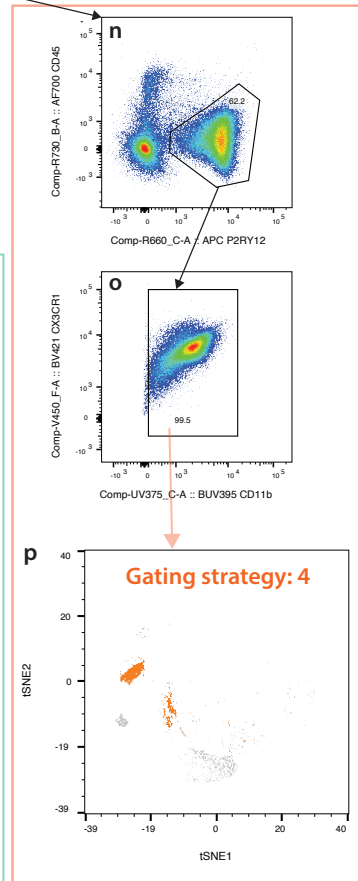 n
10 5
10 4
10 3
0
-10 3
62.2
Comp-R730_B-A :: AF700 CD45
-10 3 0 10 3 10 4 10 5
Comp-R660_C-A :: APC P2RY12
o
10 5
10 4
10 3
0
-10 3
99.5
Comp-V450_F-A :: BV421 CX3CR1
-10 3 0 10 3 10 4 10 5
Comp-UV375_C-A :: BUV395 CD11b
p
Gating strategy: 4
40
20
0
-19
-39
tSNE2
-39 -19 0 20 40
tSNE1